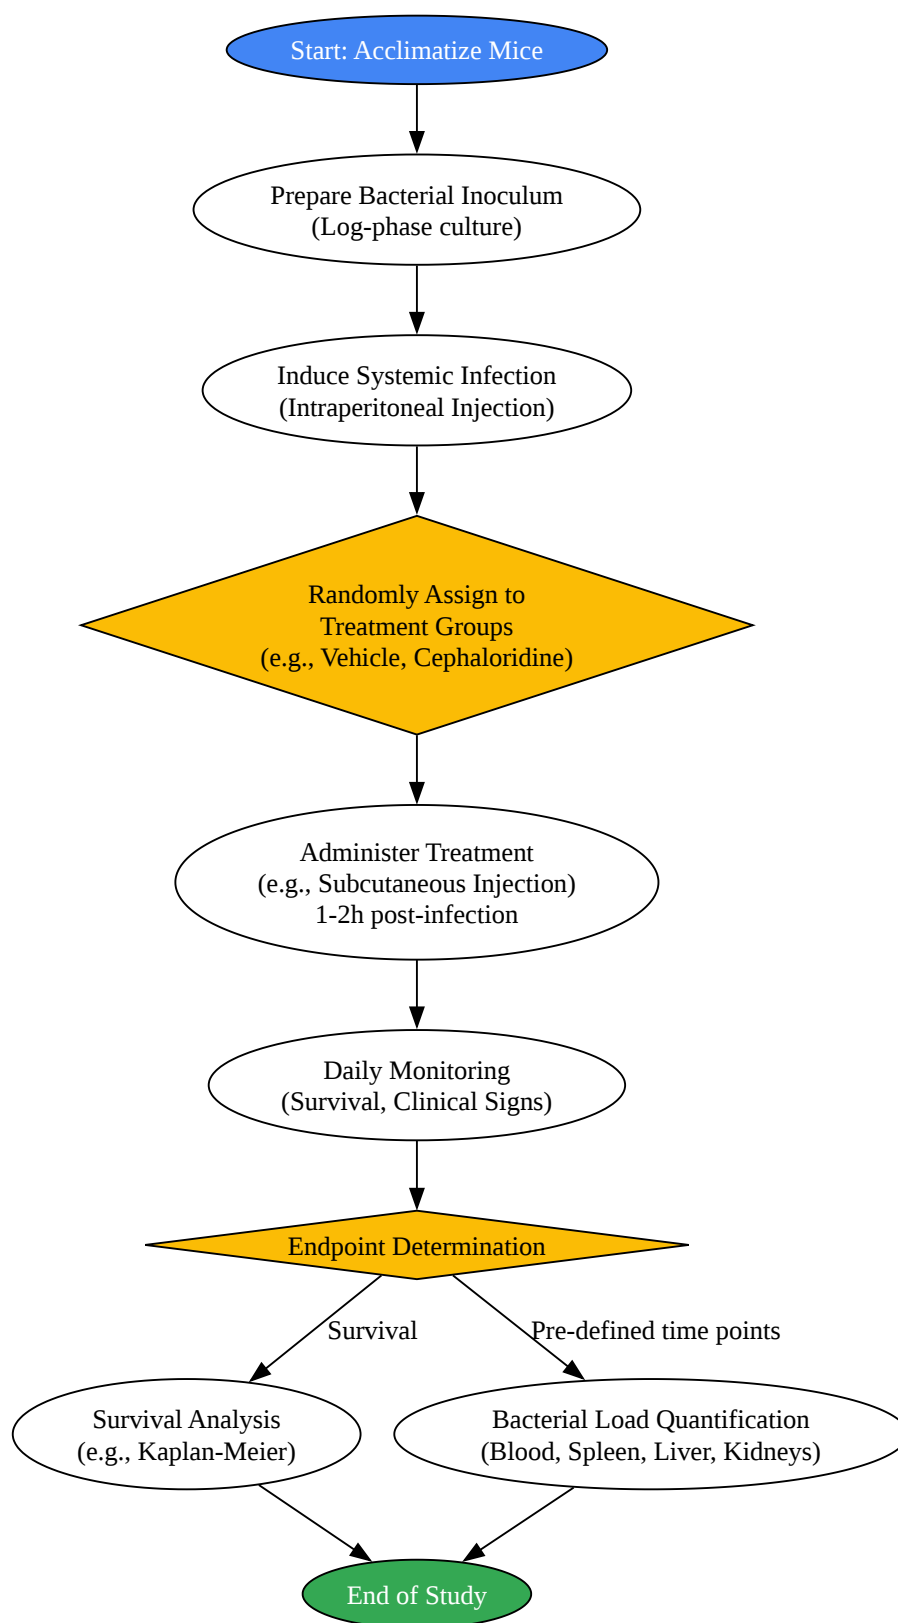 Start: Acclimatize Mice
Prepare Bacterial Inoculum
(Log-phase culture)
Induce Systemic Infection
(Intraperitoneal Injection)
Randomly Assign to
Treatment Groups
(e.g., Vehicle, Cephaloridine)
Administer Treatment
(e.g., Subcutaneous Injection)
1-2h post-infection
Daily Monitoring
(Survival, Clinical Signs)
Endpoint Determination
Survival
Pre-defined time points
Survival Analysis
(e.g., Kaplan-Meier)
Bacterial Load Quantification
(Blood, Spleen, Liver, Kidneys)
End of Study